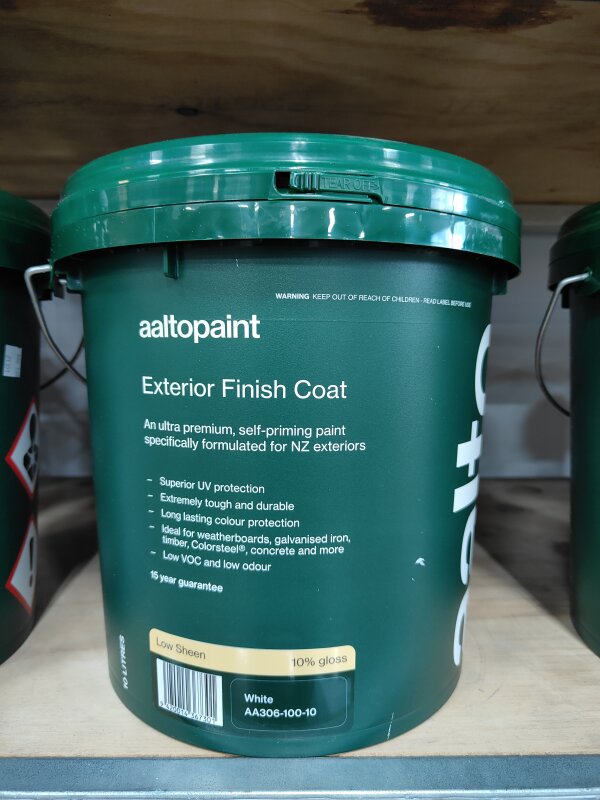 TEAR OFF
WARNING KEEP OUT OF REACH OF CHILDREN - READ LABEL BEFORE USE
aaltopaint
Exterior Finish Coat
An ultra premium, self-priming paint
specifically formulated for NZ exteriors
– Superior UV protection
– Extremely tough and durable
– Long lasting colour protection
– Ideal for weatherboards, galvanised iron,
timber, Colorsteel®, concrete and more
– Low VOC and low odour
15 year guarantee
aalto
10 LITRES
Low Sheen
10% gloss
White
AA306-100-10